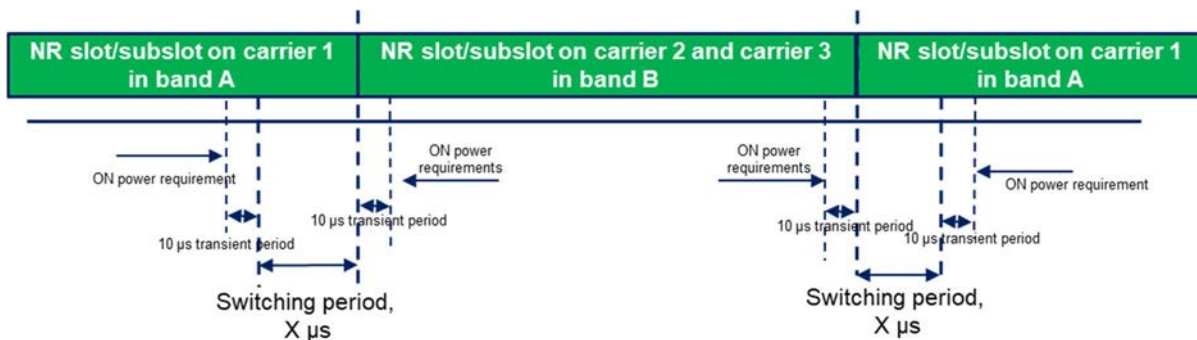 NR slot/subslot on carrier 1
in band A
NR slot/subslot on carrier 2 and carrier 3
in band B
NR slot/subslot on carrier 1
in band A
ON power requirement
ON power
requirements
ON power
requirements
ON power requirement
10 µs transient period
10 µs transient period
10 µs transient period
10 µs transient period
Switching period,
X µs
Switching period,
X µs